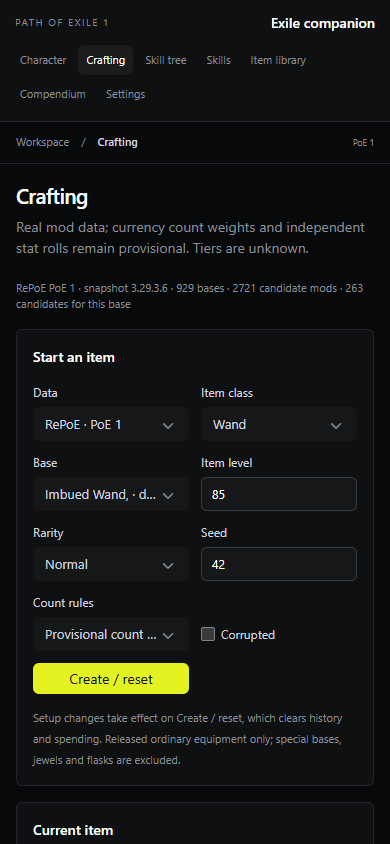 PATH OF EXILE 1
Exile companion
Character Crafting Skill tree Skills Item library
Compendium Settings
Workspace / Crafting PoE 1
Crafting
Real mod data; currency count weights and independent
stat rolls remain provisional. Tiers are unknown.
RePoE PoE 1 · snapshot 3.29.3.6 · 929 bases · 2721 candidate mods · 263
candidates for this base
Start an item
Data Item class
RePoE · PoE 1 Wand
Base Item level
Imbued Wand, · d... 85
Rarity Seed
Normal 42
Count rules
Provisional count ... Corrupted
Create / reset
Setup changes take effect on Create / reset, which clears history
and spending. Released ordinary equipment only; special bases,
jewels and flasks are excluded.
Current item